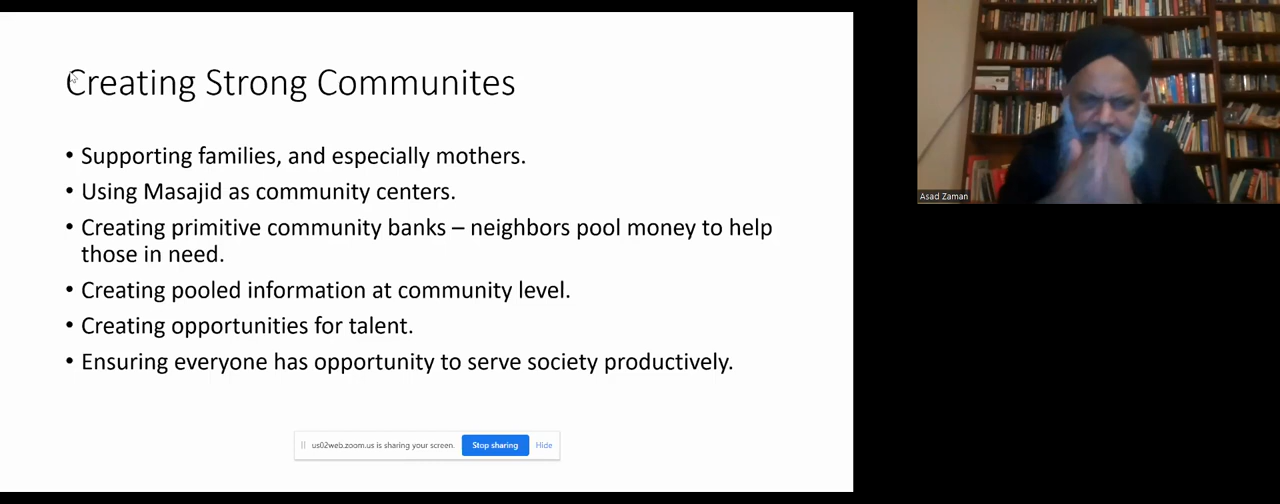 Creating Strong Communites
• Supporting families, and especially mothers.
• Using Masajid as community centers.
• Creating primitive community banks – neighbors pool money to help
those in need.
• Creating pooled information at community level.
• Creating opportunities for talent.
• Ensuring everyone has opportunity to serve society productively.
us02web.zoom.us is sharing your screen. Stop sharing Hide
Asad Zaman